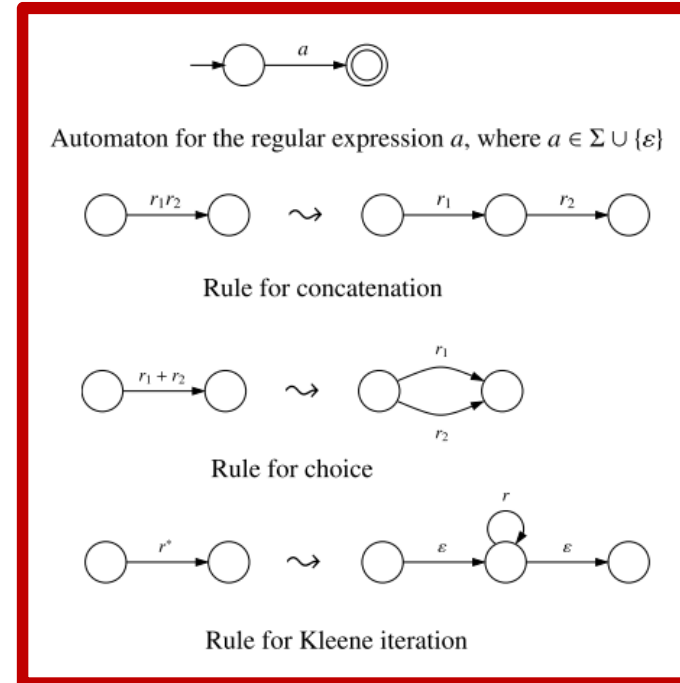 a
Automaton for the regular expression a, where a ∈ Σ ∪ {ε}
r₁r₂ ⤳ r₁ r₂
Rule for concatenation
r₁ + r₂ ⤳ r₁
r₂
Rule for choice
r
r* ⤳ ε ε
Rule for Kleene iteration